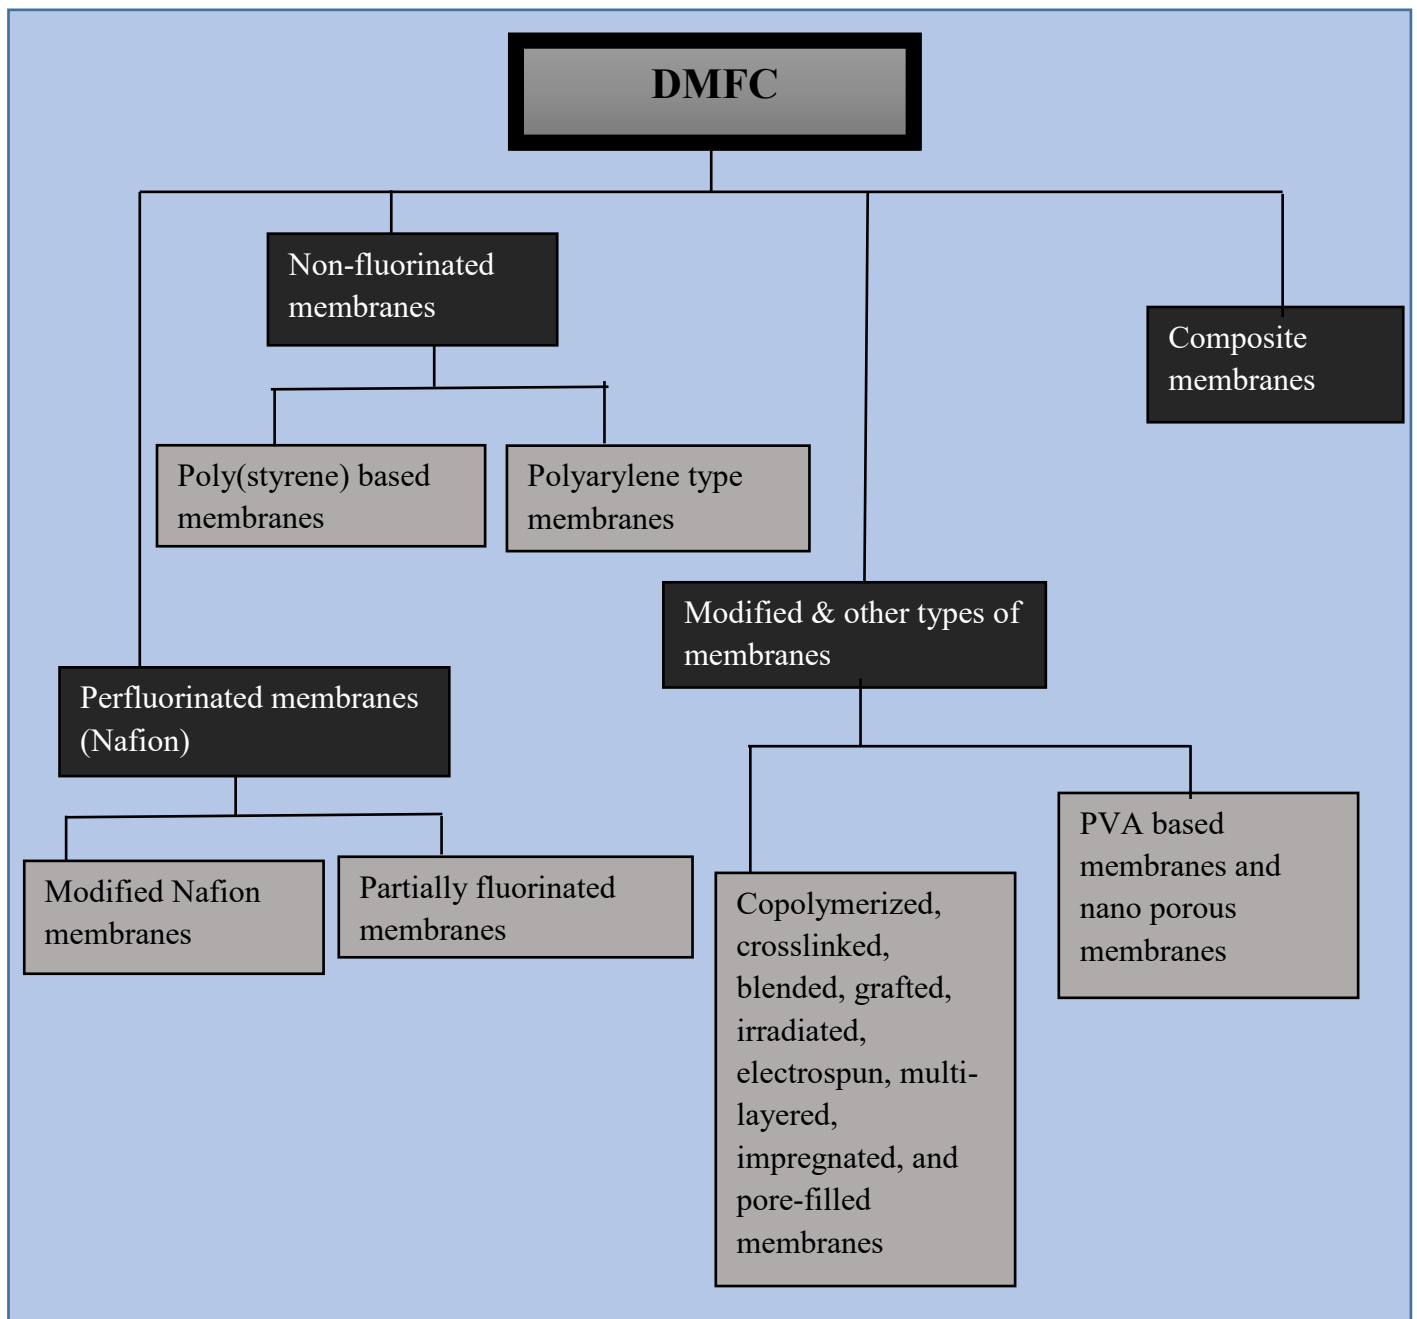 DMFC
Non-fluorinated
membranes
Composite
membranes
Poly(styrene) based
membranes
Polyarylene type
membranes
Modified & other types of
membranes
Perfluorinated membranes
(Nafion)
Modified Nafion
membranes
Partially fluorinated
membranes
Copolymerized,
crosslinked,
blended, grafted,
irradiated,
electrospun, multi-
layered,
impregnated, and
pore-filled
membranes
PVA based
membranes and
nano porous
membranes